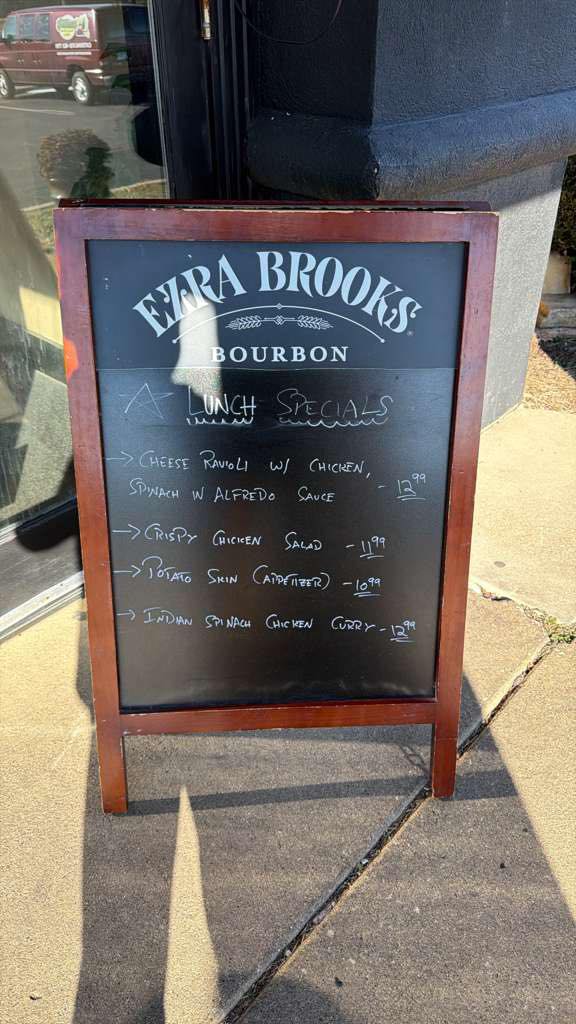 EZRA BROOKS
BOURBON
LUNCH SPECIALS
→ CHEESE RAVIOLI W/ CHICKEN,
SPINACH IN ALFREDO SAUCE - 12.99
→ CRISPY CHICKEN SALAD - 11.99
→ POTATO SKIN (APPETIZER) - 10.99
→ INDIAN SPINACH CHICKEN CURRY - 12.99